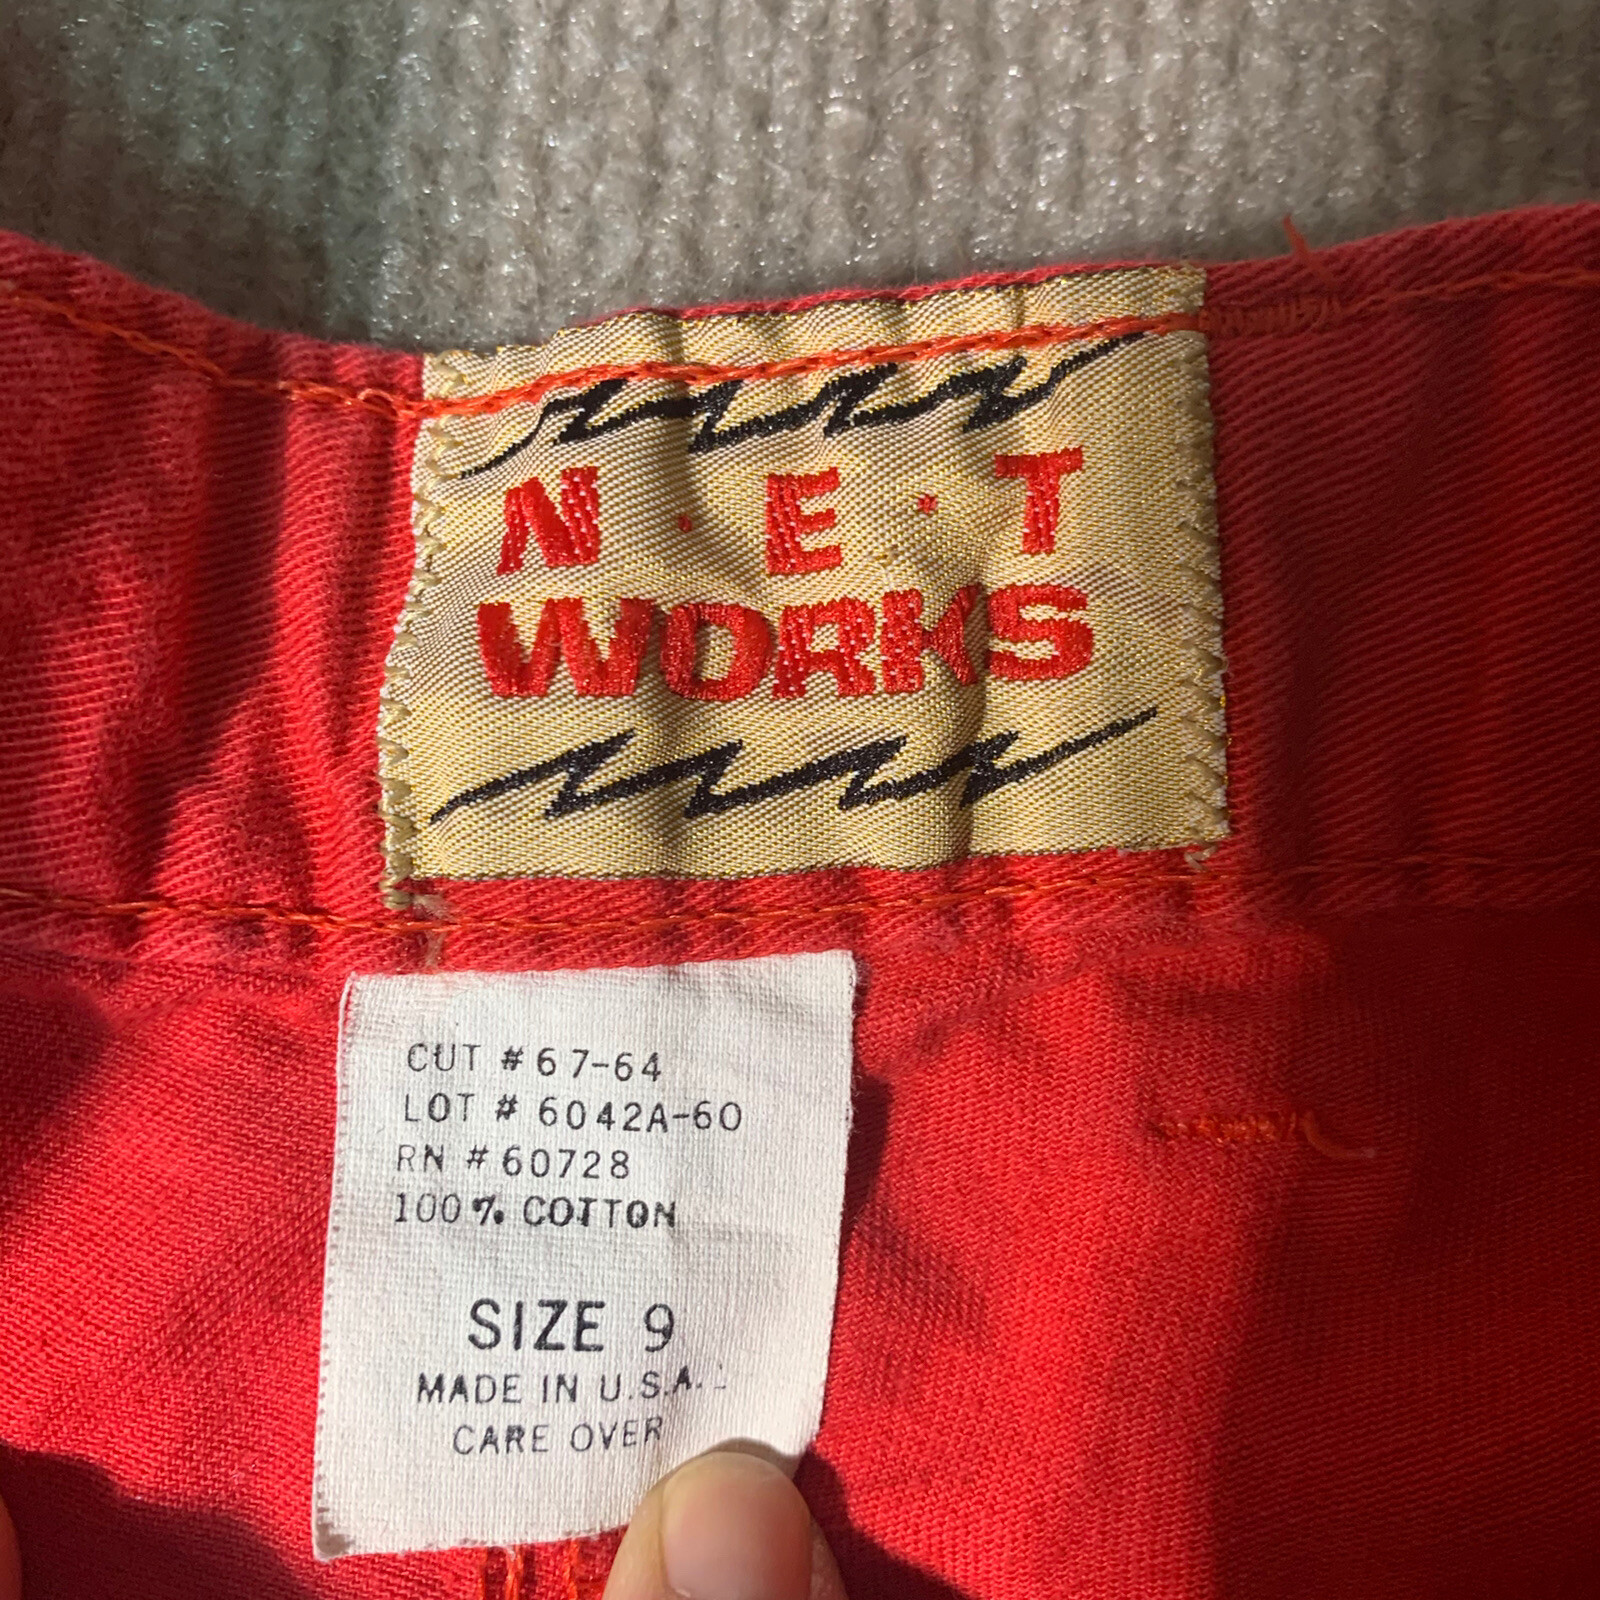 N·E·T
WORKS
CUT # 67-64
LOT # 6042A-60
RN # 60728
100% COTTON
SIZE 9
MADE IN U.S.A.
CARE OVER